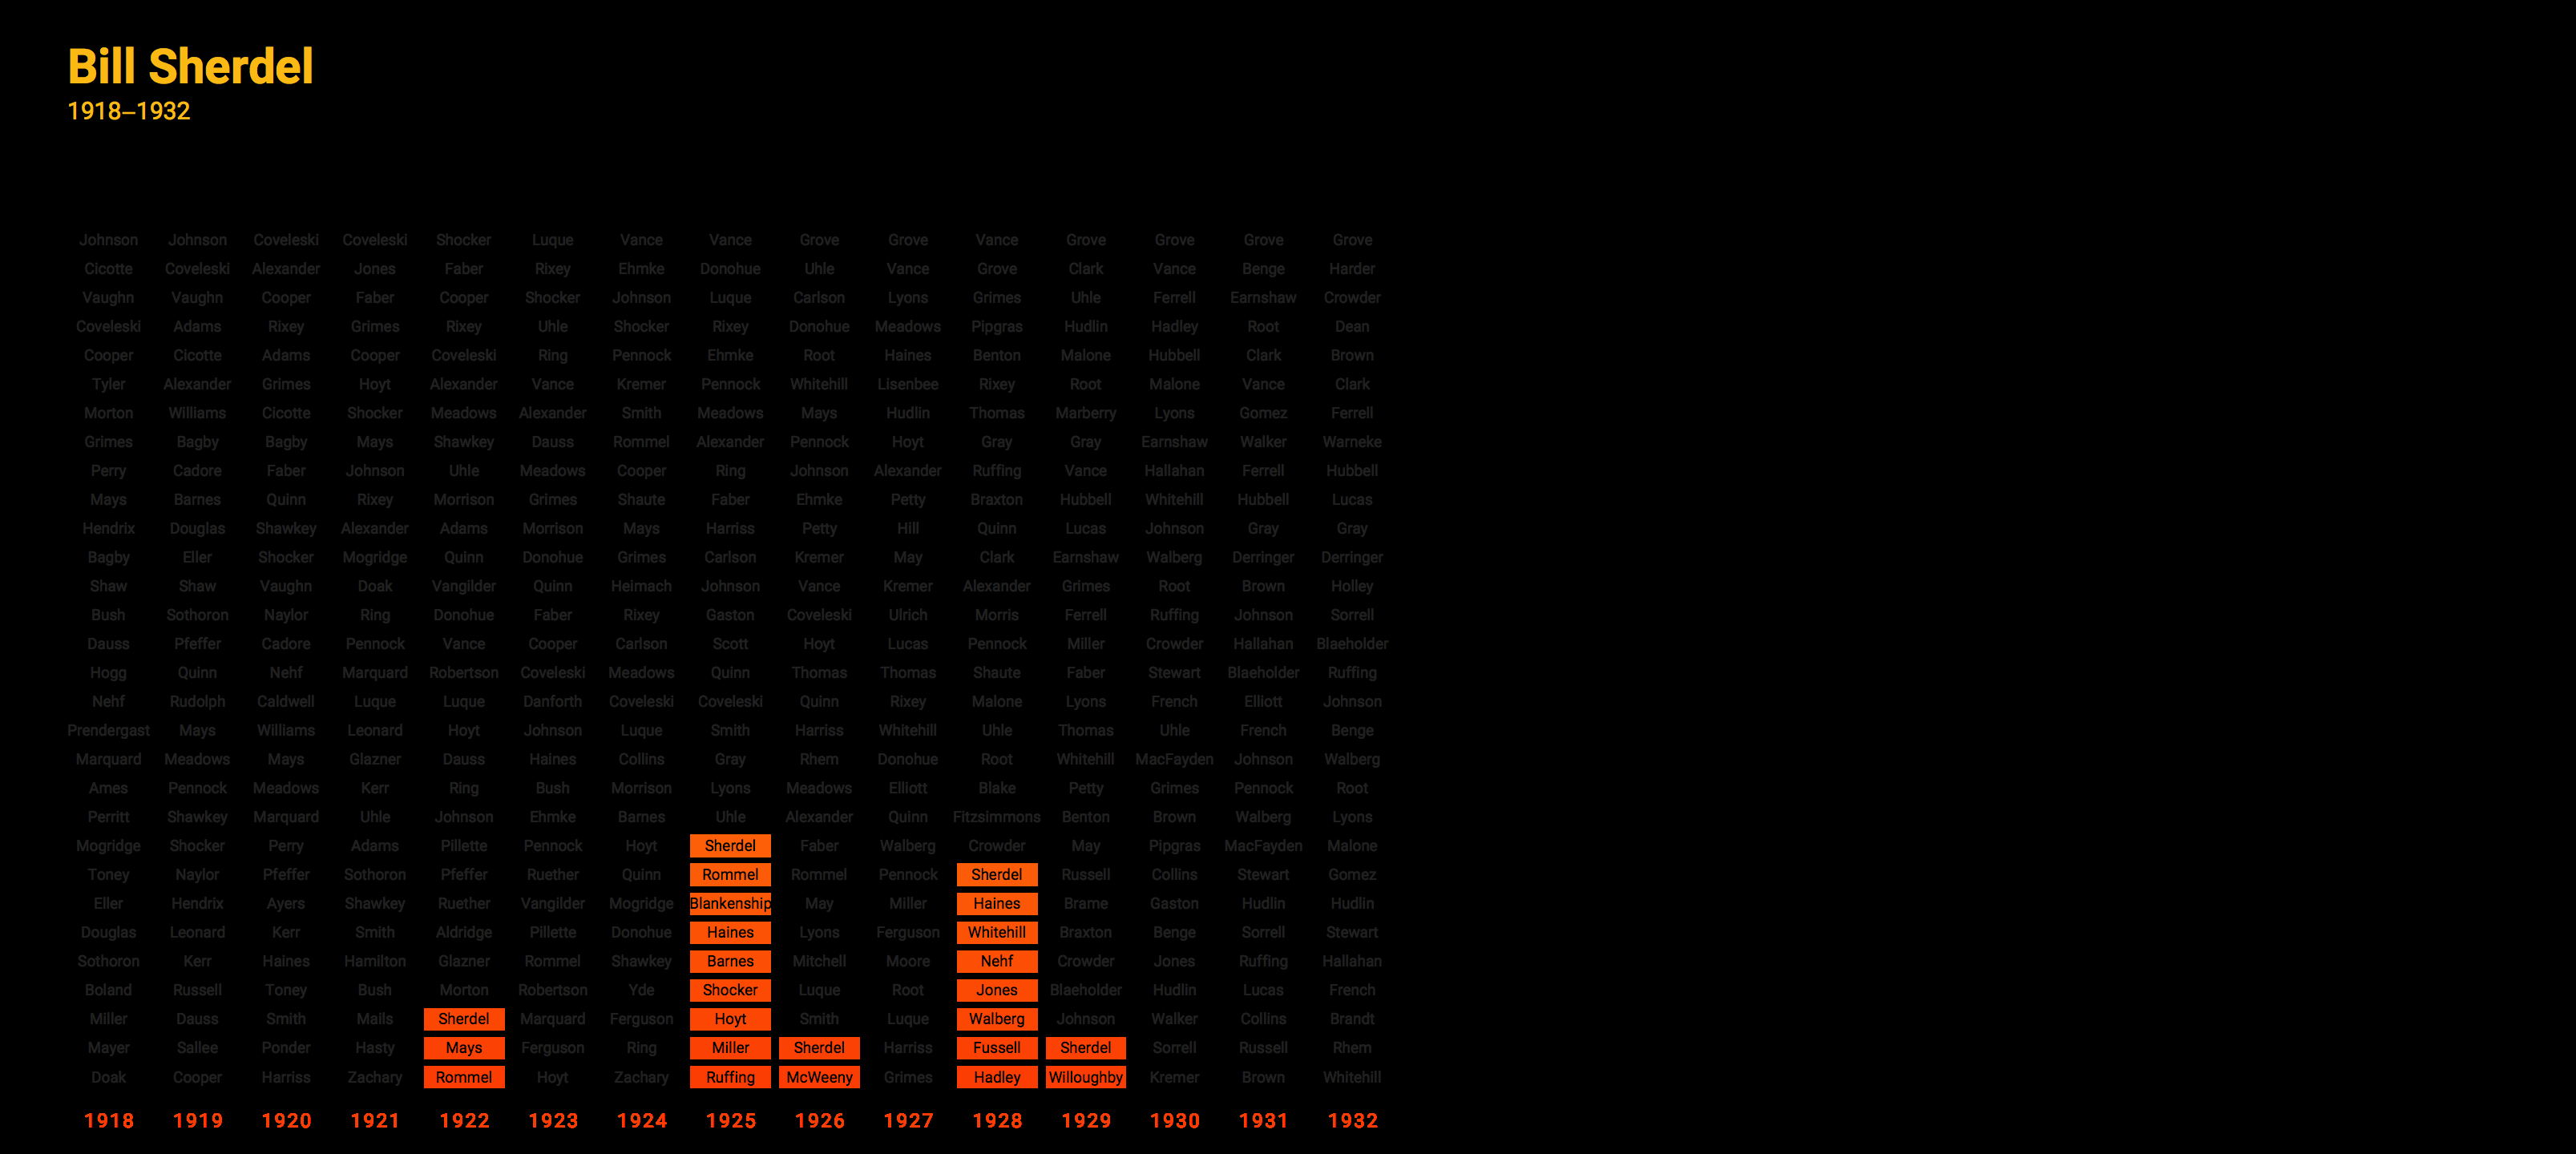 Bill Sherdel
1918–1932
Johnson Johnson Coveleski Coveleski Shocker Luque Vance Vance Grove Grove Vance Grove Grove Grove Grove
Cicotte Coveleski Alexander Jones Faber Rixey Ehmke Donohue Uhle Vance Grove Clark Vance Benge Harder
Vaughn Vaughn Cooper Faber Cooper Shocker Johnson Luque Carlson Lyons Grimes Uhle Ferrell Earnshaw Crowder
Coveleski Adams Rixey Grimes Rixey Uhle Shocker Rixey Donohue Meadows Pipgras Hudlin Hadley Root Dean
Cooper Cicotte Adams Cooper Coveleski Ring Pennock Ehmke Root Haines Benton Malone Hubbell Clark Brown
Tyler Alexander Grimes Hoyt Alexander Vance Kremer Pennock Whitehill Lisenbee Rixey Root Malone Vance Clark
Morton Williams Cicotte Shocker Meadows Alexander Smith Meadows Mays Hudlin Thomas Marberry Lyons Gomez Ferrell
Grimes Bagby Bagby Mays Shawkey Dauss Rommel Alexander Pennock Hoyt Gray Gray Earnshaw Walker Warneke
Perry Cadore Faber Johnson Uhle Meadows Cooper Ring Johnson Alexander Ruffing Vance Hallahan Ferrell Hubbell
Mays Barnes Quinn Rixey Morrison Grimes Shaute Faber Ehmke Petty Braxton Hubbell Whitehill Hubbell Lucas
Hendrix Douglas Shawkey Alexander Adams Morrison Mays Harriss Petty Hill Quinn Lucas Johnson Gray Gray
Bagby Eller Shocker Mogridge Quinn Donohue Grimes Carlson Kremer May Clark Earnshaw Walberg Derringer Derringer
Shaw Shaw Vaughn Doak Vangilder Quinn Heimach Johnson Vance Kremer Alexander Grimes Root Brown Holley
Bush Sothoron Naylor Ring Donohue Faber Rixey Gaston Coveleski Ulrich Morris Ferrell Ruffing Johnson Sorrell
Dauss Pfeffer Cadore Pennock Vance Cooper Carlson Scott Hoyt Lucas Pennock Miller Crowder Hallahan Blaeholder
Hogg Quinn Nehf Marquard Robertson Coveleski Meadows Quinn Thomas Thomas Shaute Faber Stewart Blaeholder Ruffing
Nehf Rudolph Caldwell Luque Luque Danforth Coveleski Coveleski Quinn Rixey Malone Lyons French Elliott Johnson
Prendergast Mays Williams Leonard Hoyt Johnson Luque Smith Harriss Whitehill Uhle Thomas Uhle French Benge
Marquard Meadows Mays Glazner Dauss Haines Collins Gray Rhem Donohue Root Whitehill MacFayden Johnson Walberg
Ames Pennock Meadows Kerr Ring Bush Morrison Lyons Meadows Elliott Blake Petty Grimes Pennock Root
Perritt Shawkey Marquard Uhle Johnson Ehmke Barnes Uhle Alexander Quinn Fitzsimmons Benton Brown Walberg Lyons
Mogridge Shocker Perry Adams Pillette Pennock Hoyt Sherdel Faber Walberg Crowder May Pipgras MacFayden Malone
Toney Naylor Pfeffer Sothoron Pfeffer Ruether Quinn Rommel Rommel Pennock Sherdel Russell Collins Stewart Gomez
Eller Hendrix Ayers Shawkey Ruether Vangilder Mogridge Blankenship May Miller Haines Brame Gaston Hudlin Hudlin
Douglas Leonard Kerr Smith Aldridge Pillette Donohue Haines Lyons Ferguson Whitehill Braxton Benge Sorrell Stewart
Sothoron Kerr Haines Hamilton Glazner Rommel Shawkey Barnes Mitchell Moore Nehf Crowder Jones Ruffing Hallahan
Boland Russell Toney Bush Morton Robertson Yde Shocker Luque Root Jones Blaeholder Hudlin Lucas French
Miller Dauss Smith Mails Sherdel Marquard Ferguson Hoyt Smith Luque Walberg Johnson Walker Collins Brandt
Mayer Sallee Ponder Hasty Mays Ferguson Ring Miller Sherdel Harriss Fussell Sherdel Sorrell Russell Rhem
Doak Cooper Harriss Zachary Rommel Hoyt Zachary Ruffing McWeeny Grimes Hadley Willoughby Kremer Brown Whitehill
1918 1919 1920 1921 1922 1923 1924 1925 1926 1927 1928 1929 1930 1931 1932